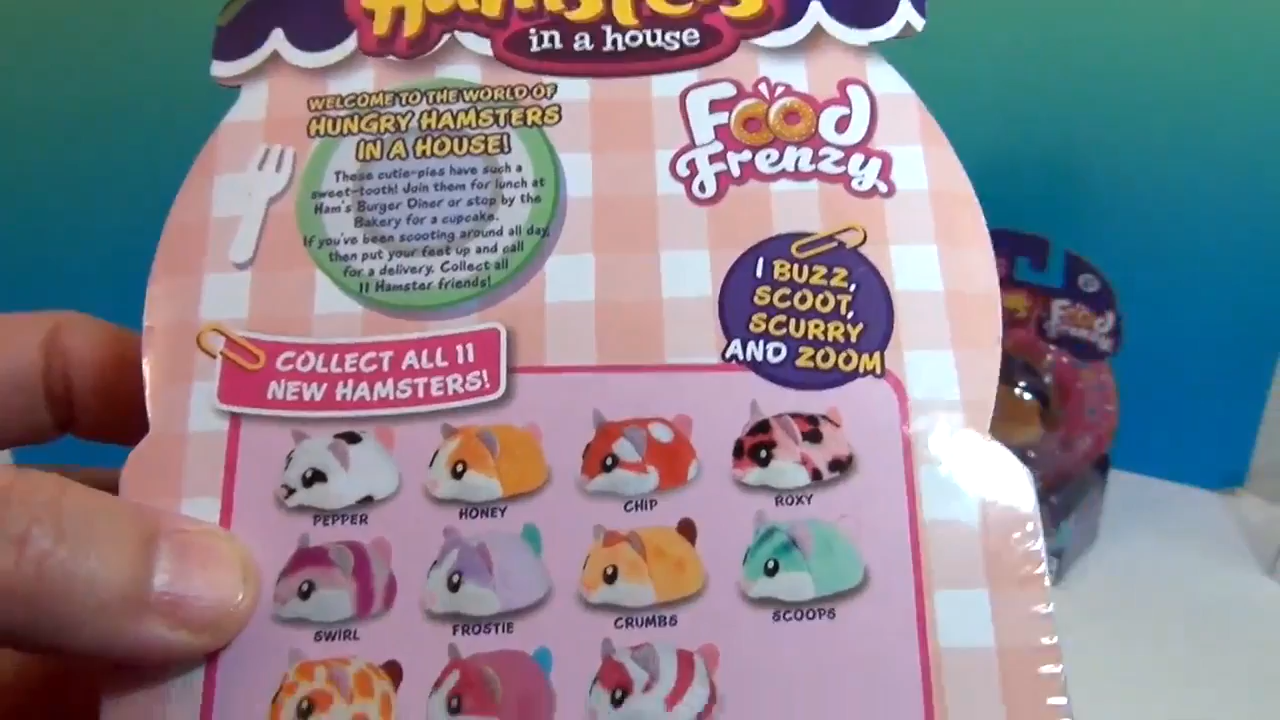 Hamsters
in a house
WELCOME TO THE WORLD OF
HUNGRY HAMSTERS
IN A HOUSE!
These cutie-pies have such a
sweet-tooth! Join them for lunch at
Ham's Burger Diner or stop by the
Bakery for a cupcake.
If you've been scooting around all day,
then put your feet up and call
for a delivery. Collect all
11 Hamster friends!
Food
Frenzy
I BUZZ,
SCOOT,
SCURRY
AND ZOOM
COLLECT ALL 11
NEW HAMSTERS!
PEPPER
HONEY
CHIP
ROXY
SWIRL
FROSTIE
CRUMBS
SCOOPS
Food
Frenzy